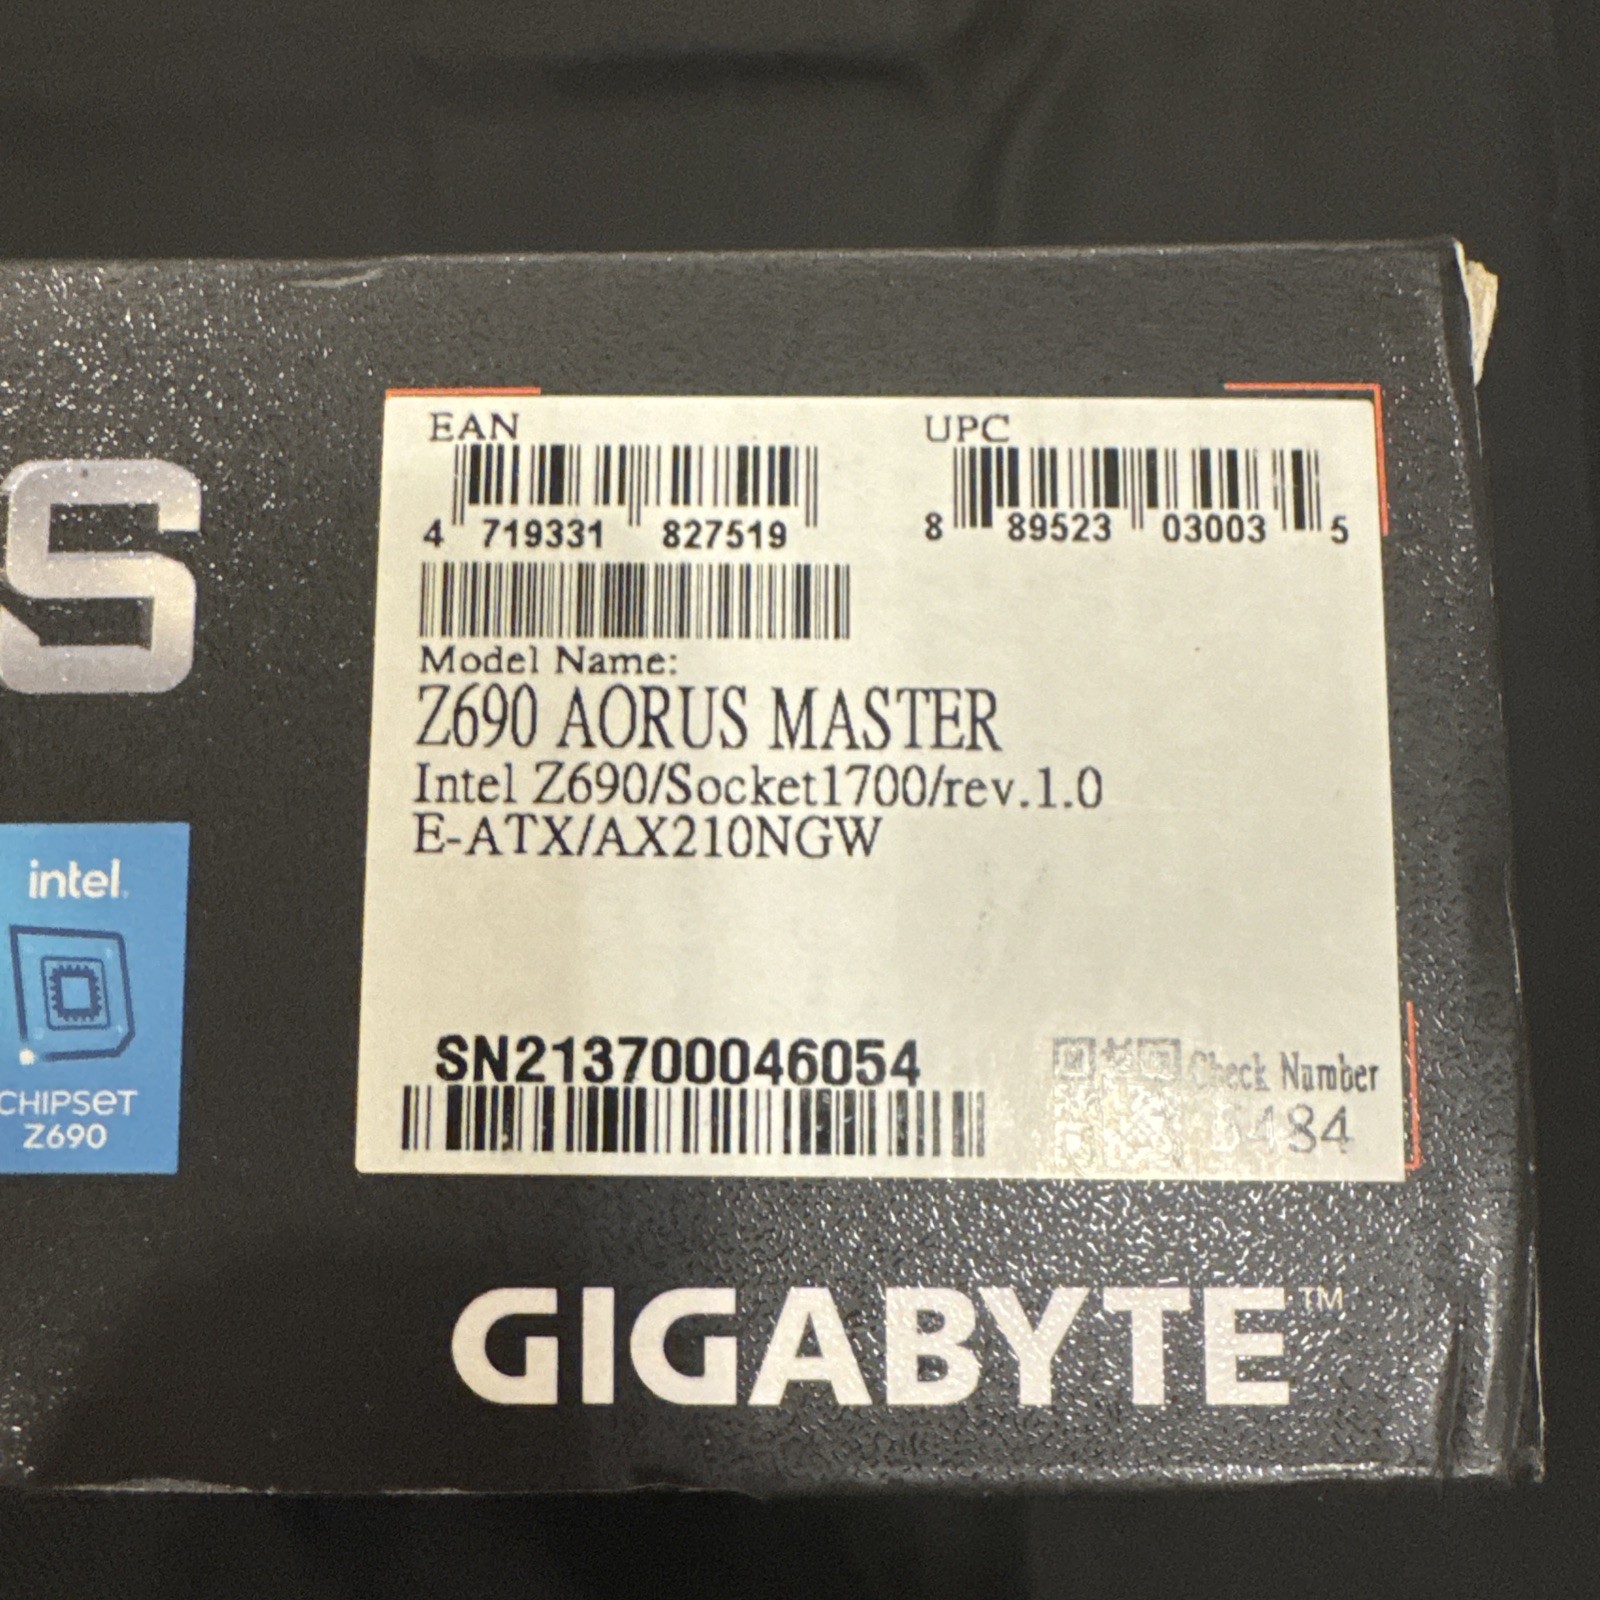 EAN
UPC
4 719331 827519
8 89523 03003 5
Model Name:
Z690 AORUS MASTER
Intel Z690/Socket1700/rev.1.0
E-ATX/AX210NGW
SN213700046054
Check Number
S
intel.
CHIPSET
Z690
GIGABYTE™